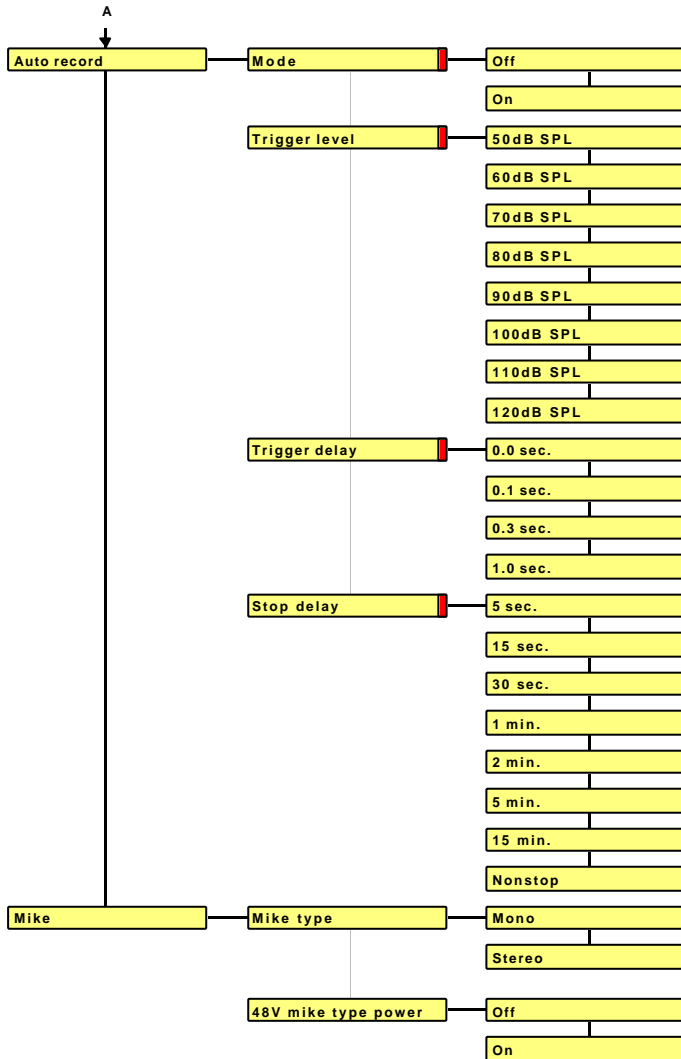 A
Auto record
Mode
Off
On
Trigger level
50dB SPL
60dB SPL
70dB SPL
80dB SPL
90dB SPL
100dB SPL
110dB SPL
120dB SPL
Trigger delay
0.0 sec.
0.1 sec.
0.3 sec.
1.0 sec.
Stop delay
5 sec.
15 sec.
30 sec.
1 min.
2 min.
5 min.
15 min.
Nonstop
Mike
Mike type
Mono
Stereo
48V mike type power
Off
On